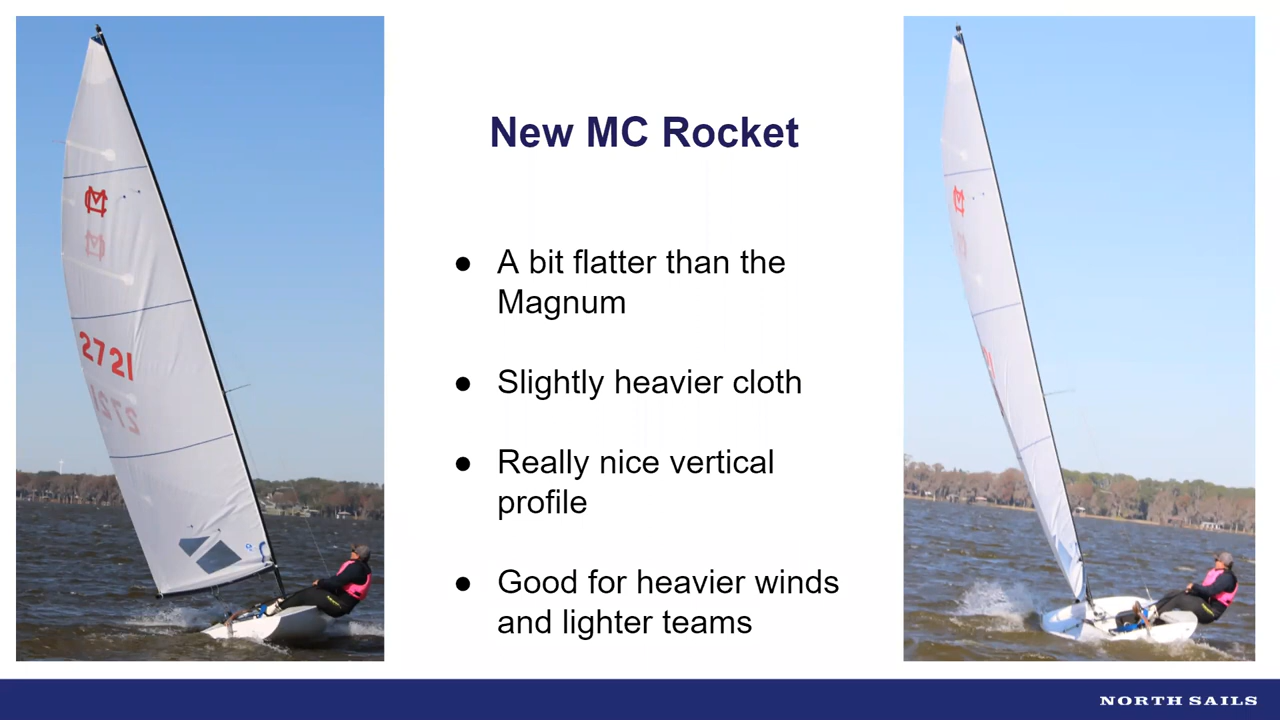 New MC Rocket
● A bit flatter than the
Magnum
● Slightly heavier cloth
● Really nice vertical
profile
● Good for heavier winds
and lighter teams
2721
NORTH SAILS